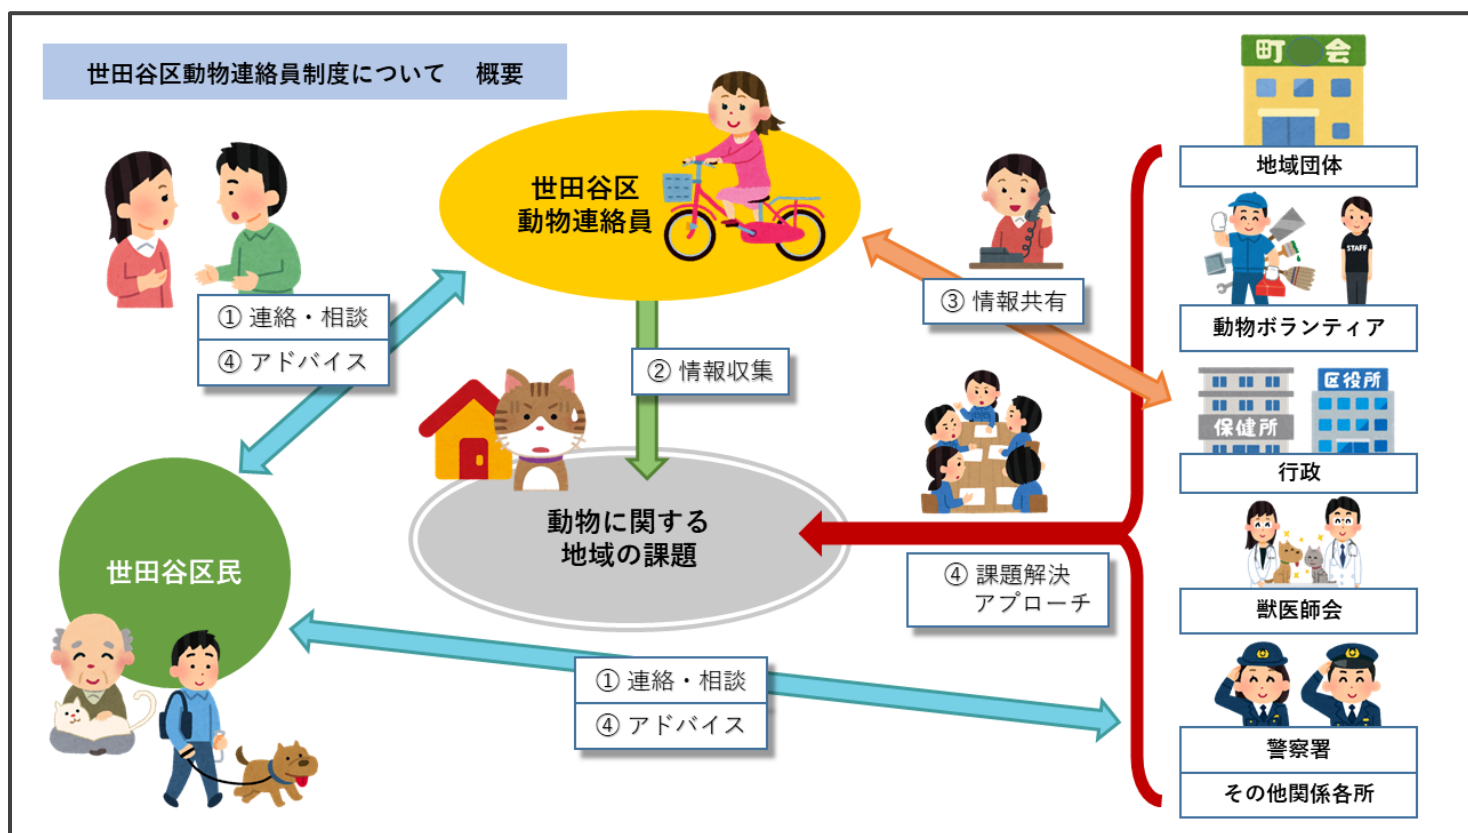 世田谷区動物連絡員制度について　概要
世田谷区
動物連絡員
① 連絡・相談
④ アドバイス
② 情報収集
③ 情報共有
動物に関する
地域の課題
④ 課題解決
アプローチ
世田谷区民
① 連絡・相談
④ アドバイス
町 会
地域団体
STAFF
動物ボランティア
保健所
区役所
行政
獣医師会
警察署
その他関係各所